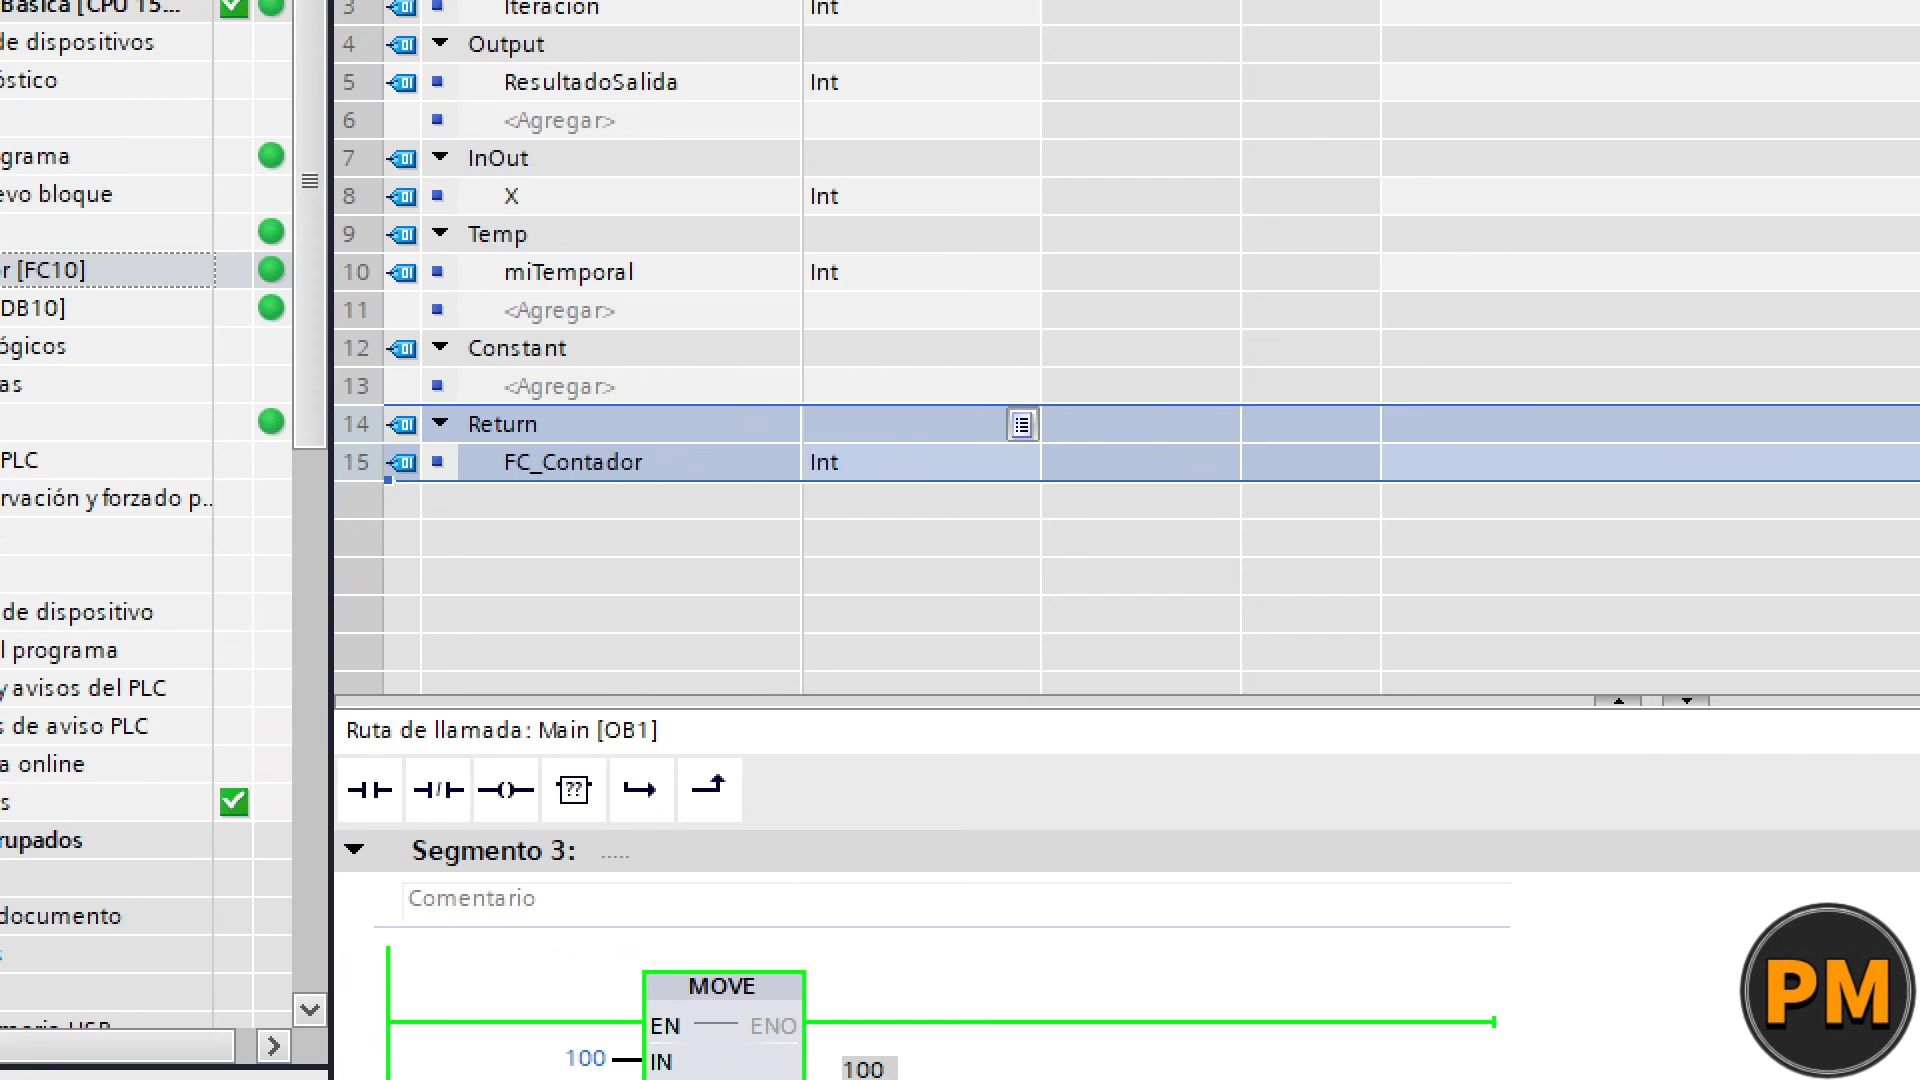 Básica [CPU 15...
de dispositivos
óstico
grama
evo bloque
r [FC10]
DB10]
ógicos
as
PLC
rvación y forzado p..
de dispositivo
l programa
y avisos del PLC
s de aviso PLC
a online
s
rupados
documento
3 Iteracion Int
4 Output
5 ResultadoSalida Int
6 <Agregar>
7 InOut
8 X Int
9 Temp
10 miTemporal Int
11 <Agregar>
12 Constant
13 <Agregar>
14 Return
15 FC_Contador Int
Ruta de llamada: Main [OB1]
??
Segmento 3: .....
Comentario
MOVE
EN ENO
100 IN
100
PM